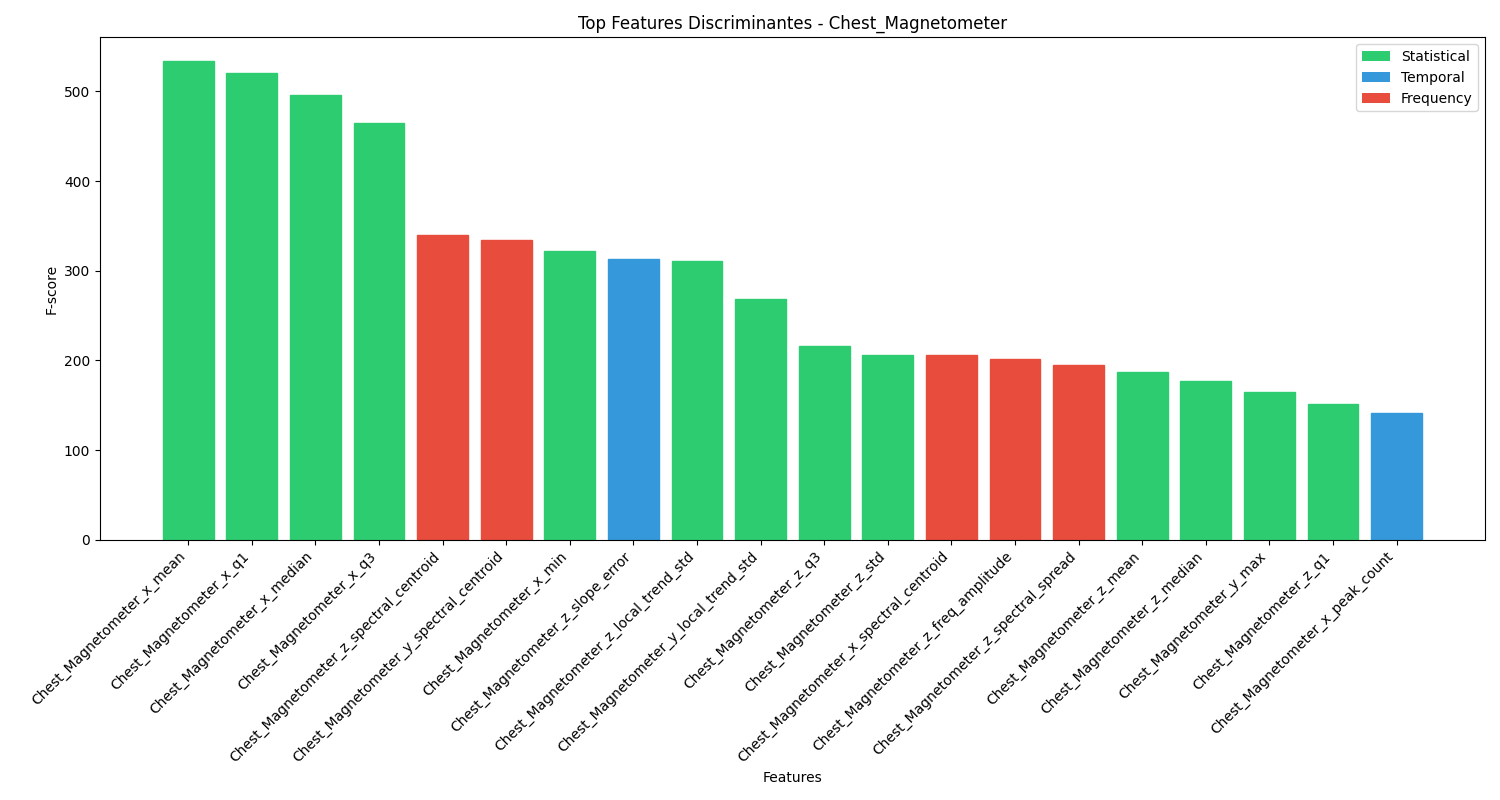 Top Features Discriminantes - Chest_Magnetometer
Statistical
Temporal
Frequency
F-score
500
400
300
200
100
0
Chest_Magnetometer_x_mean
Chest_Magnetometer_x_q1
Chest_Magnetometer_x_median
Chest_Magnetometer_x_q3
Chest_Magnetometer_z_spectral_centroid
Chest_Magnetometer_y_spectral_centroid
Chest_Magnetometer_x_min
Chest_Magnetometer_z_slope_error
Chest_Magnetometer_z_local_trend_std
Chest_Magnetometer_y_local_trend_std
Chest_Magnetometer_z_q3
Chest_Magnetometer_z_std
Chest_Magnetometer_x_spectral_centroid
Chest_Magnetometer_z_freq_amplitude
Chest_Magnetometer_z_spectral_spread
Chest_Magnetometer_z_mean
Chest_Magnetometer_z_median
Chest_Magnetometer_y_max
Chest_Magnetometer_z_q1
Chest_Magnetometer_x_peak_count
Features